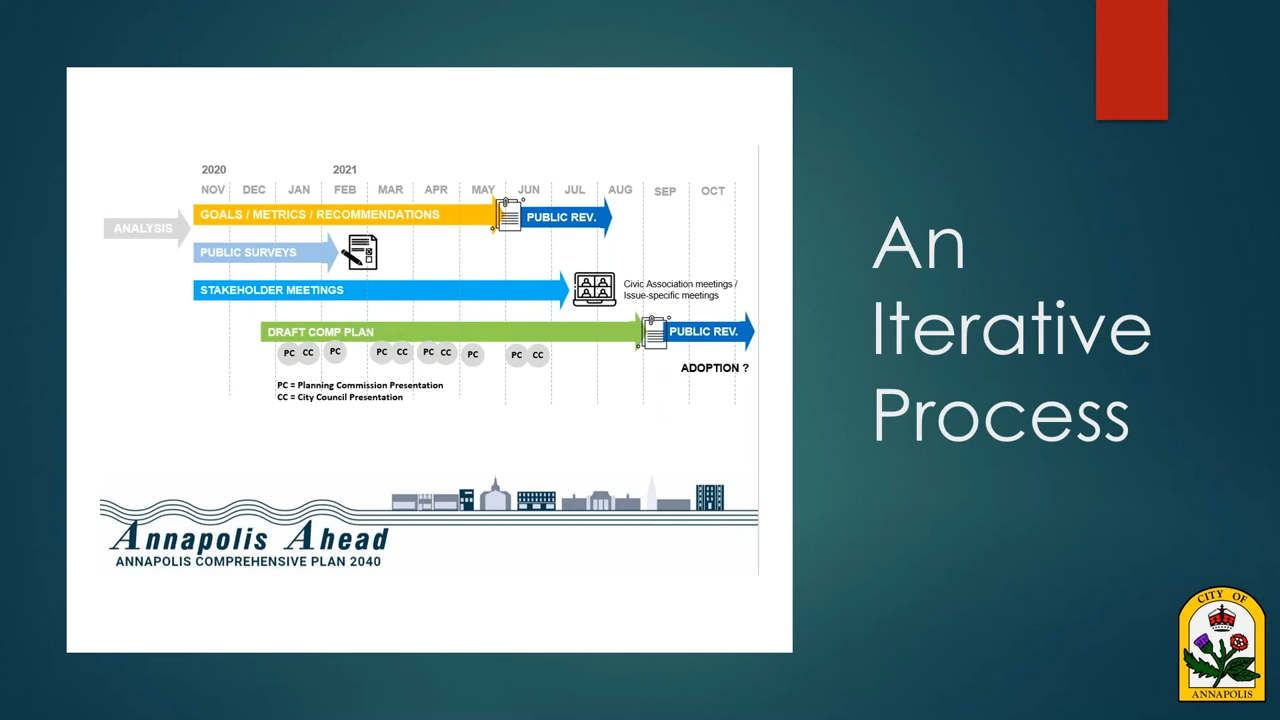 2020 2021
NOV DEC JAN FEB MAR APR MAY JUN JUL AUG SEP OCT
ANALYSIS
GOALS / METRICS / RECOMMENDATIONS
PUBLIC REV.
PUBLIC SURVEYS
STAKEHOLDER MEETINGS
Civic Association meetings /
Issue-specific meetings
DRAFT COMP PLAN
PUBLIC REV.
PC CC PC PC CC PC CC PC PC CC
ADOPTION ?
PC = Planning Commission Presentation
CC = City Council Presentation
Annapolis Ahead
ANNAPOLIS COMPREHENSIVE PLAN 2040
An
Iterative
Process
CITY OF
ANNAPOLIS